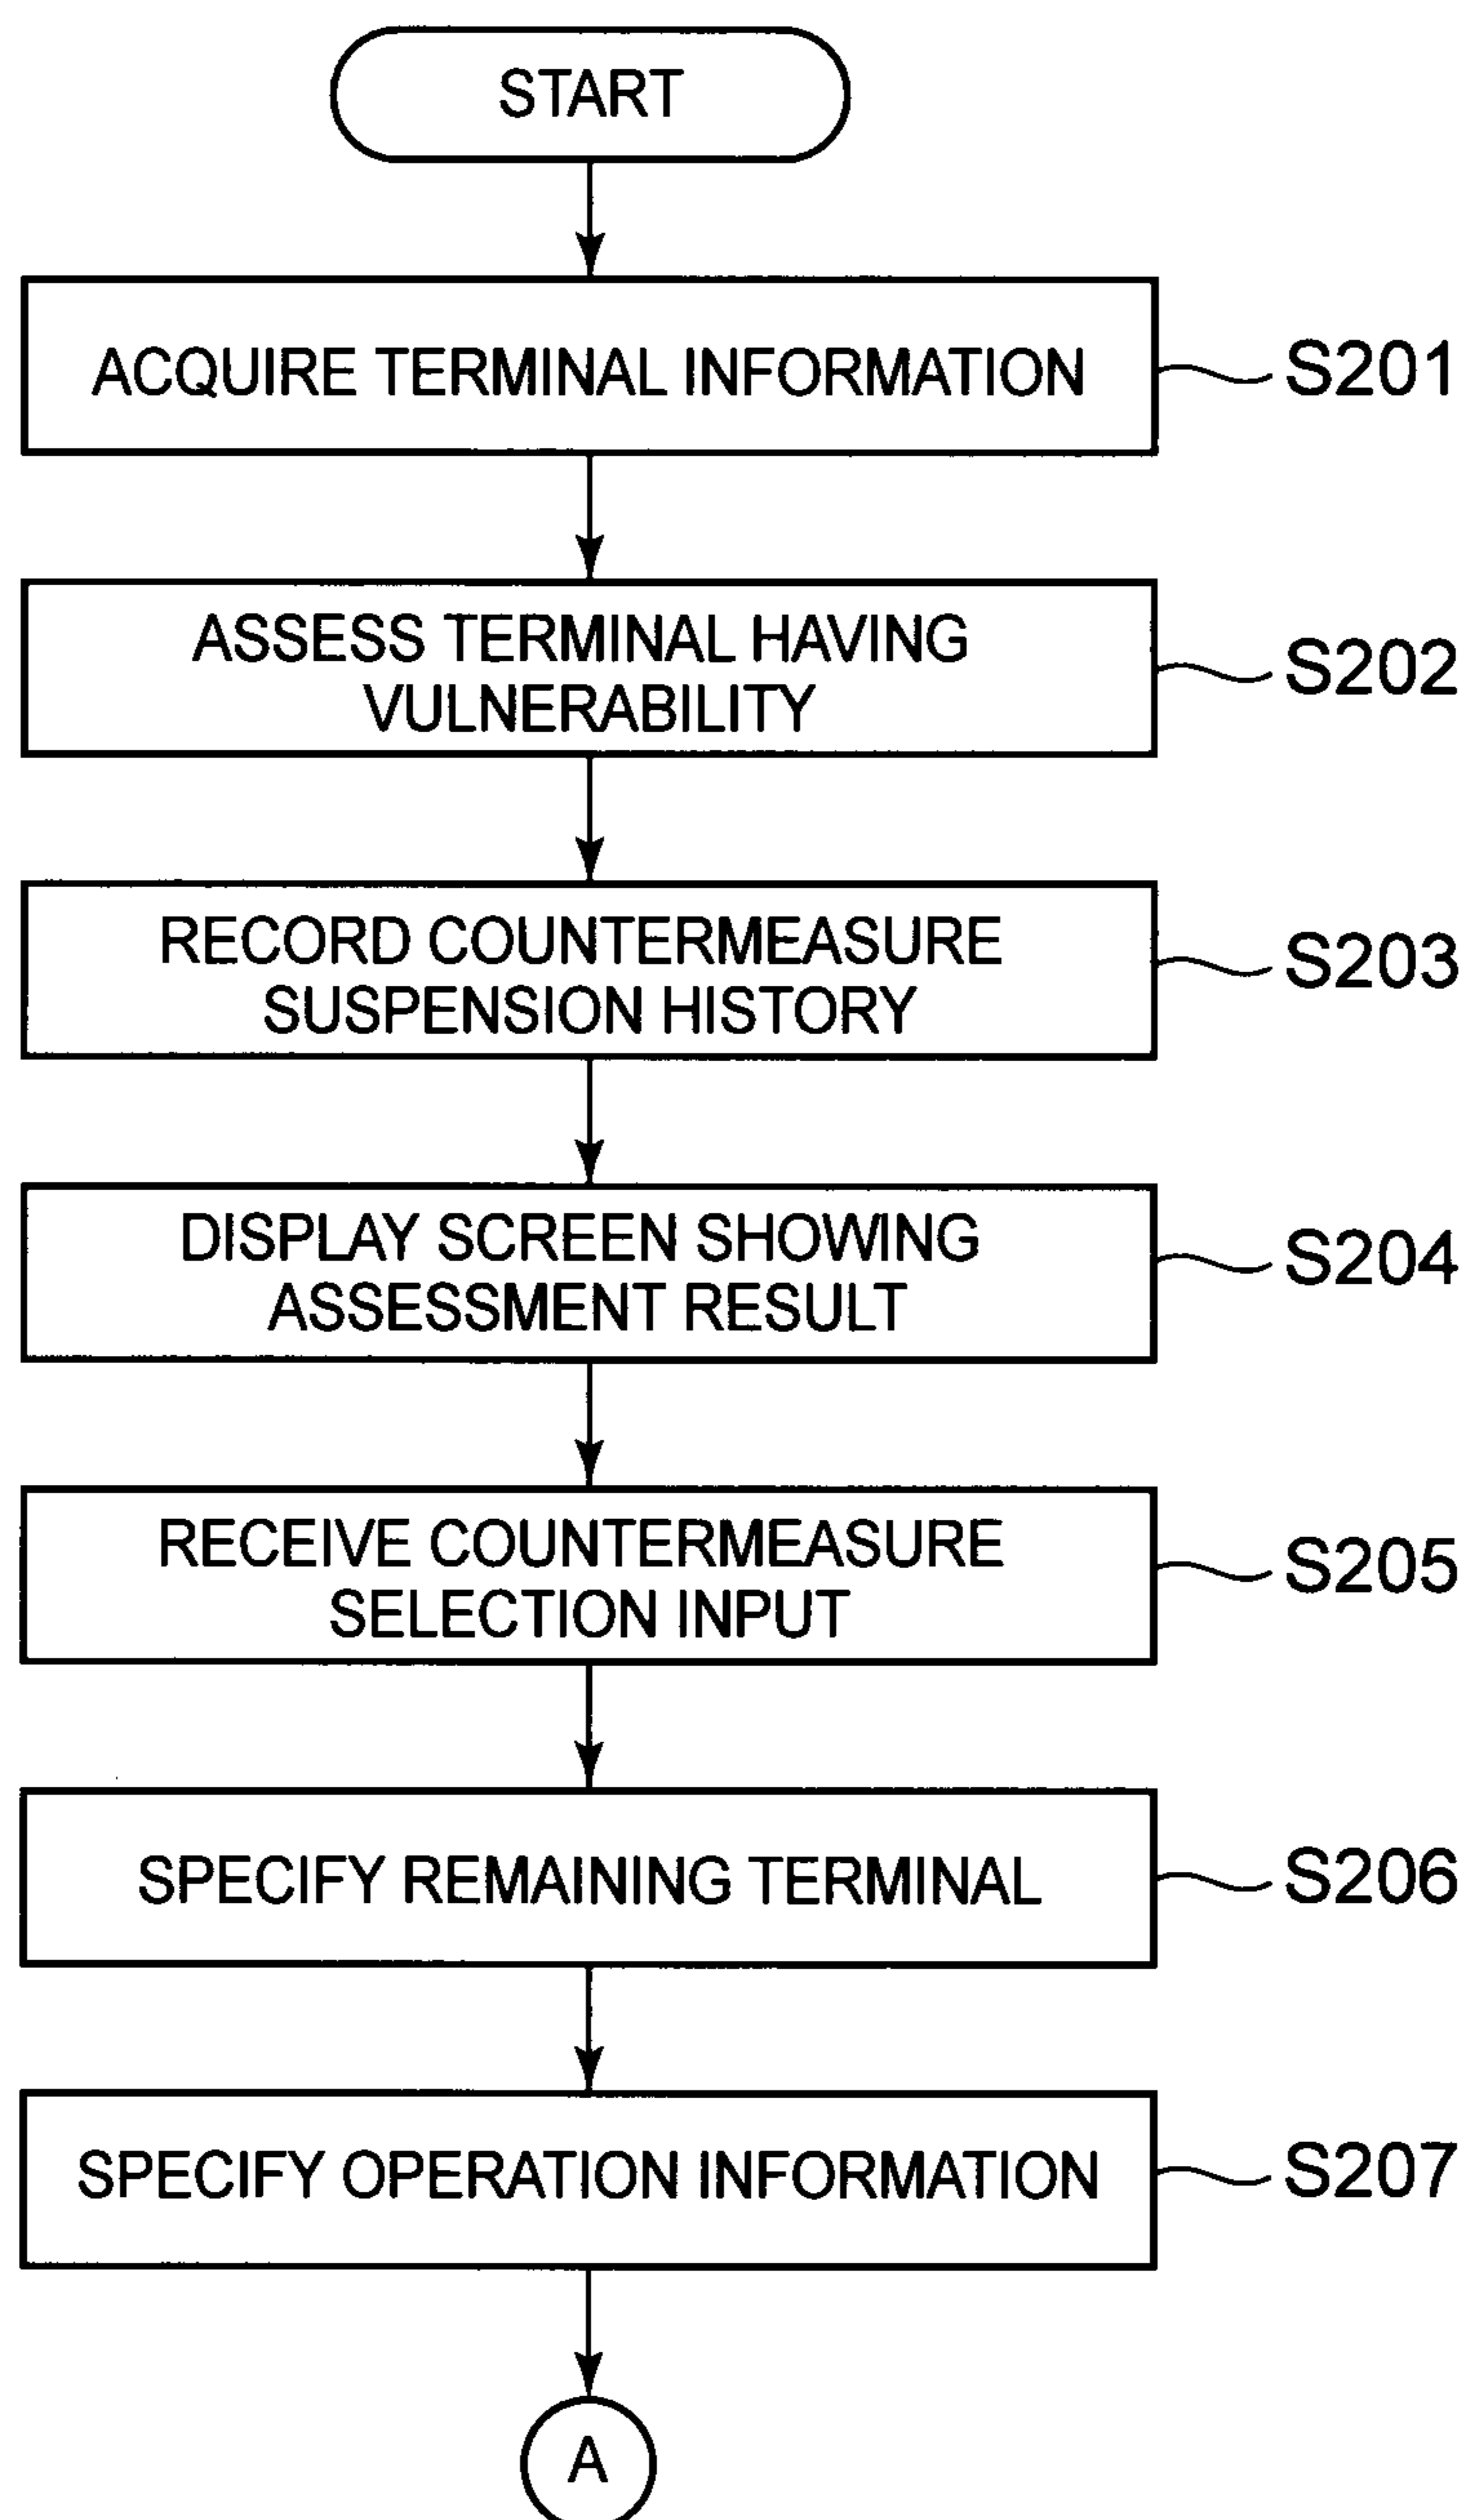 START
ACQUIRE TERMINAL INFORMATION
S201
ASSESS TERMINAL HAVING
VULNERABILITY
S202
RECORD COUNTERMEASURE
SUSPENSION HISTORY
S203
DISPLAY SCREEN SHOWING
ASSESSMENT RESULT
S204
RECEIVE COUNTERMEASURE
SELECTION INPUT
S205
SPECIFY REMAINING TERMINAL
S206
SPECIFY OPERATION INFORMATION
S207
A